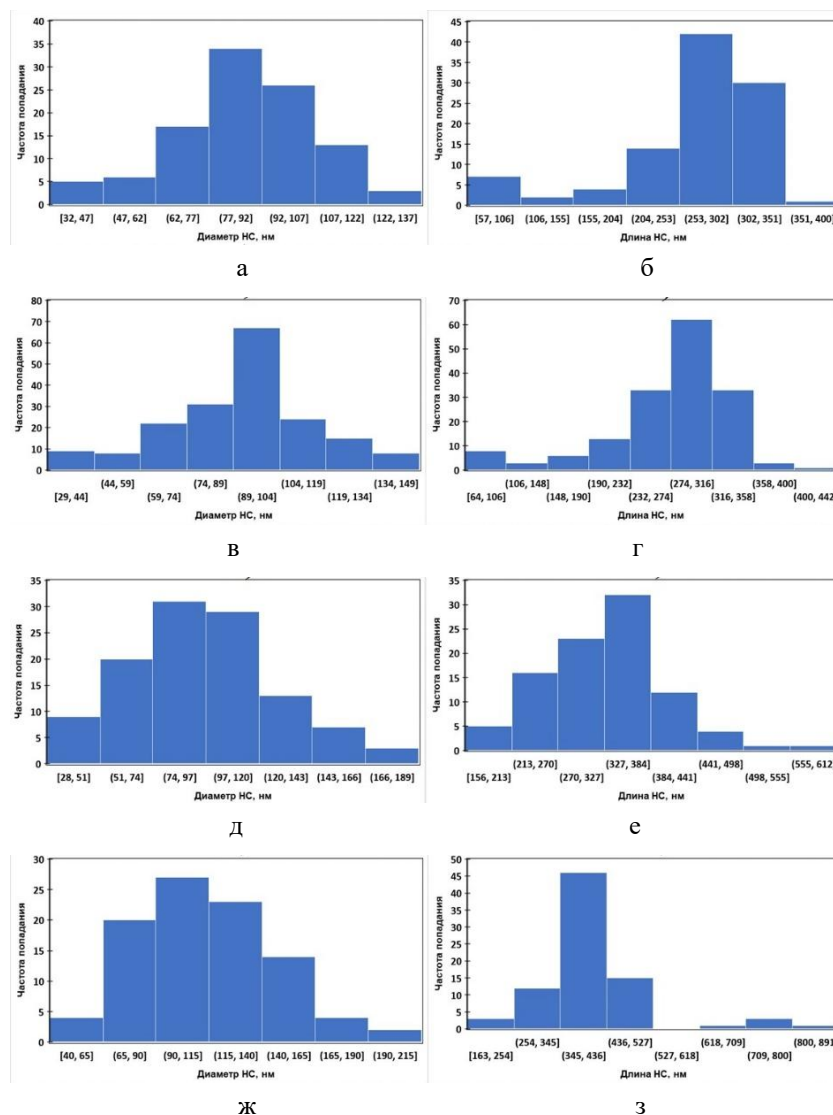 Частота попадания
40
35
30
25
20
15
10
5
0
[32, 47] (47, 62] (62, 77] (77, 92] (92, 107] (107, 122] (122, 137]
Диаметр НС, нм
а
Частота попадания
45
40
35
30
25
20
15
10
5
0
[57, 106] (106, 155] (155, 204] (204, 253] (253, 302] (302, 351] (351, 400]
Длина НС, нм
б
Частота попадания
80
70
60
50
40
30
20
10
0
(44, 59] (74, 89] (104, 119] (134, 149]
[29, 44] (59, 74] (89, 104] (119, 134]
Диаметр НС, нм
в
Частота попадания
70
60
50
40
30
20
10
0
(106, 148] (190, 232] (274, 316] (358, 400]
[64, 106] (148, 190] (232, 274] (316, 358] (400, 442
Длина НС, нм
г
Частота попадания
35
30
25
20
15
10
5
0
[28, 51] (51, 74] (74, 97] (97, 120] (120, 143] (143, 166] (166, 189]
Диаметр НС, нм
д
Частота попадания
35
30
25
20
15
10
5
0
(213, 270] (327, 384] (441, 498] (555, 612
[156, 213] (270, 327] (384, 441] (498, 555]
Длина НС, нм
е
Частота попадания
30
25
20
15
10
5
0
[40, 65] (65, 90] (90, 115] (115, 140] (140, 165] (165, 190] (190, 215]
Диаметр НС, нм
ж
Частота попадания
50
45
40
35
30
25
20
15
10
5
0
(254, 345] (436, 527] (618, 709] (800, 891
[163, 254] (345, 436] (527, 618] (709, 800]
Длина НС, нм
з